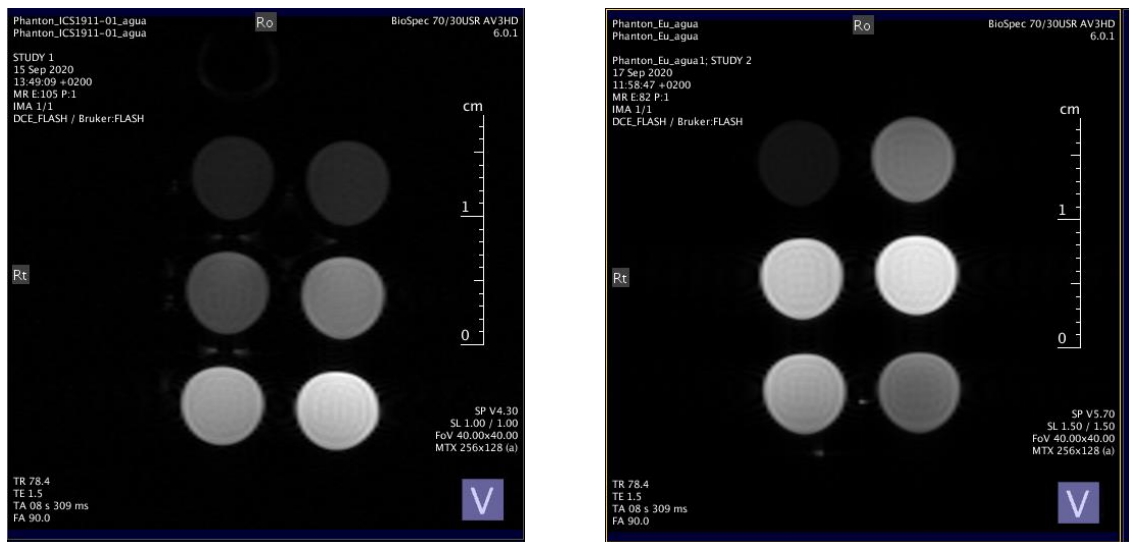 Phanton_ICS1911-01_agua
Phanton_ICS1911-01_agua
Ro
BioSpec 70/30USR AV3HD
6.0.1
STUDY 1
15 Sep 2020
13:49:09 +0200
MR E:105 P:1
IMA 1/1
DCE_FLASH / Bruker:FLASH
cm
1
Rt
0
SP V4.30
SL 1.00 / 1.00
FoV 40.00x40.00
MTX 256x128 (a)
TR 78.4
TE 1.5
TA 08 s 309 ms
FA 90.0
V
Phanton_Eu_agua
Phanton_Eu_agua
Ro
BioSpec 70/30USR AV3HD
6.0.1
Phanton_Eu_agua1; STUDY 2
17 Sep 2020
11:58:47 +0200
MR E:82 P:1
IMA 1/1
DCE_FLASH / Bruker:FLASH
cm
1
Rt
0
SP V5.70
SL 1.50 / 1.50
FoV 40.00x40.00
MTX 256x128 (a)
TR 78.4
TE 1.5
TA 08 s 309 ms
FA 90.0
V